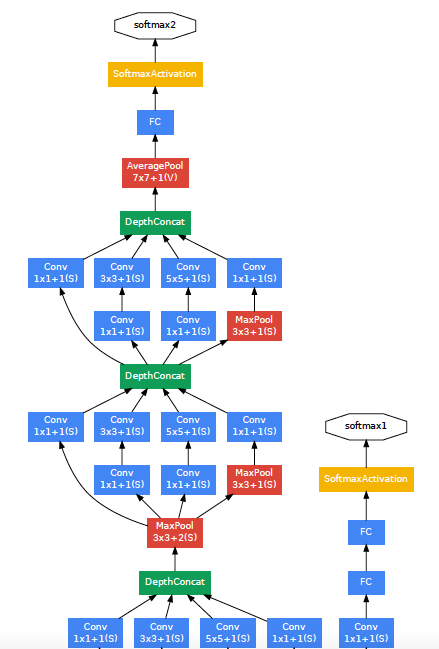 softmax2
SoftmaxActivation
FC
AveragePool
7x7+1(V)
DepthConcat
Conv
1x1+1(S)
Conv
3x3+1(S)
Conv
5x5+1(S)
Conv
1x1+1(S)
Conv
1x1+1(S)
Conv
1x1+1(S)
MaxPool
3x3+1(S)
DepthConcat
Conv
1x1+1(S)
Conv
3x3+1(S)
Conv
5x5+1(S)
Conv
1x1+1(S)
softmax1
Conv
1x1+1(S)
Conv
1x1+1(S)
MaxPool
3x3+1(S)
SoftmaxActivation
MaxPool
3x3+2(S)
FC
DepthConcat
FC
Conv
1x1+1(S)
Conv
3x3+1(S)
Conv
5x5+1(S)
Conv
1x1+1(S)
Conv
1x1+1(S)